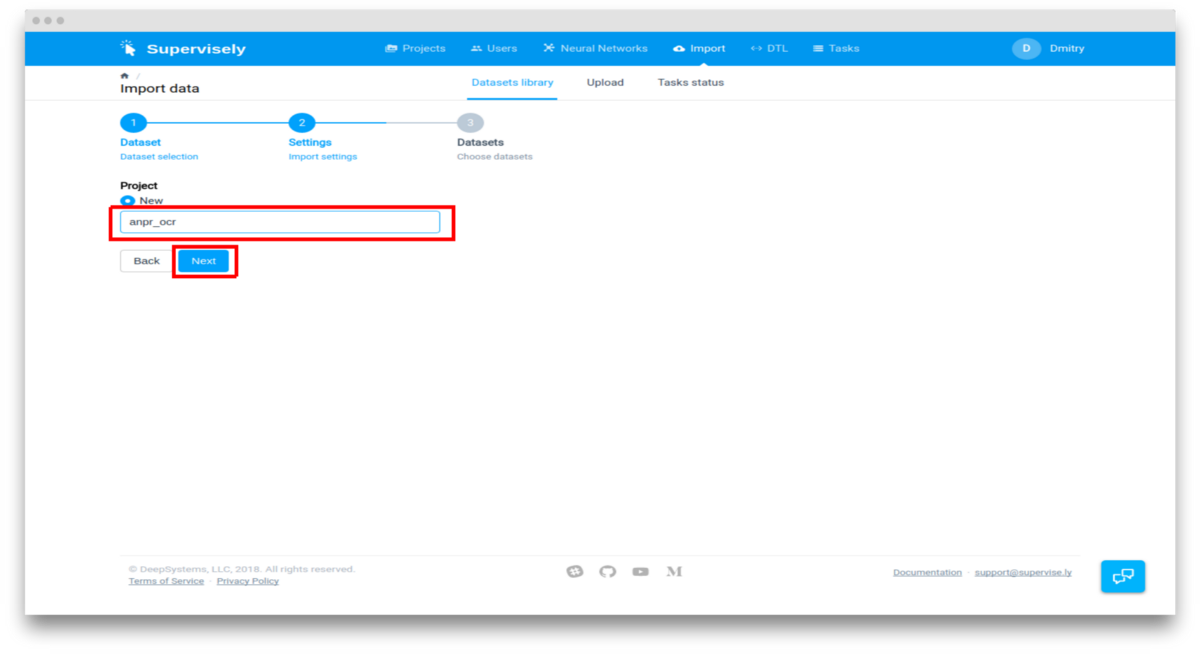 Supervisely Projects Users Neural Networks Import DTL Tasks D Dmitry
/
Import data Datasets library Upload Tasks status
1 2 3
Dataset Settings Datasets
Dataset selection Import settings Choose datasets
Project
New
anpr_ocr
Back Next
© DeepSystems, LLC, 2018. All rights reserved.
Terms of Service · Privacy Policy M Documentation · support@supervise.ly